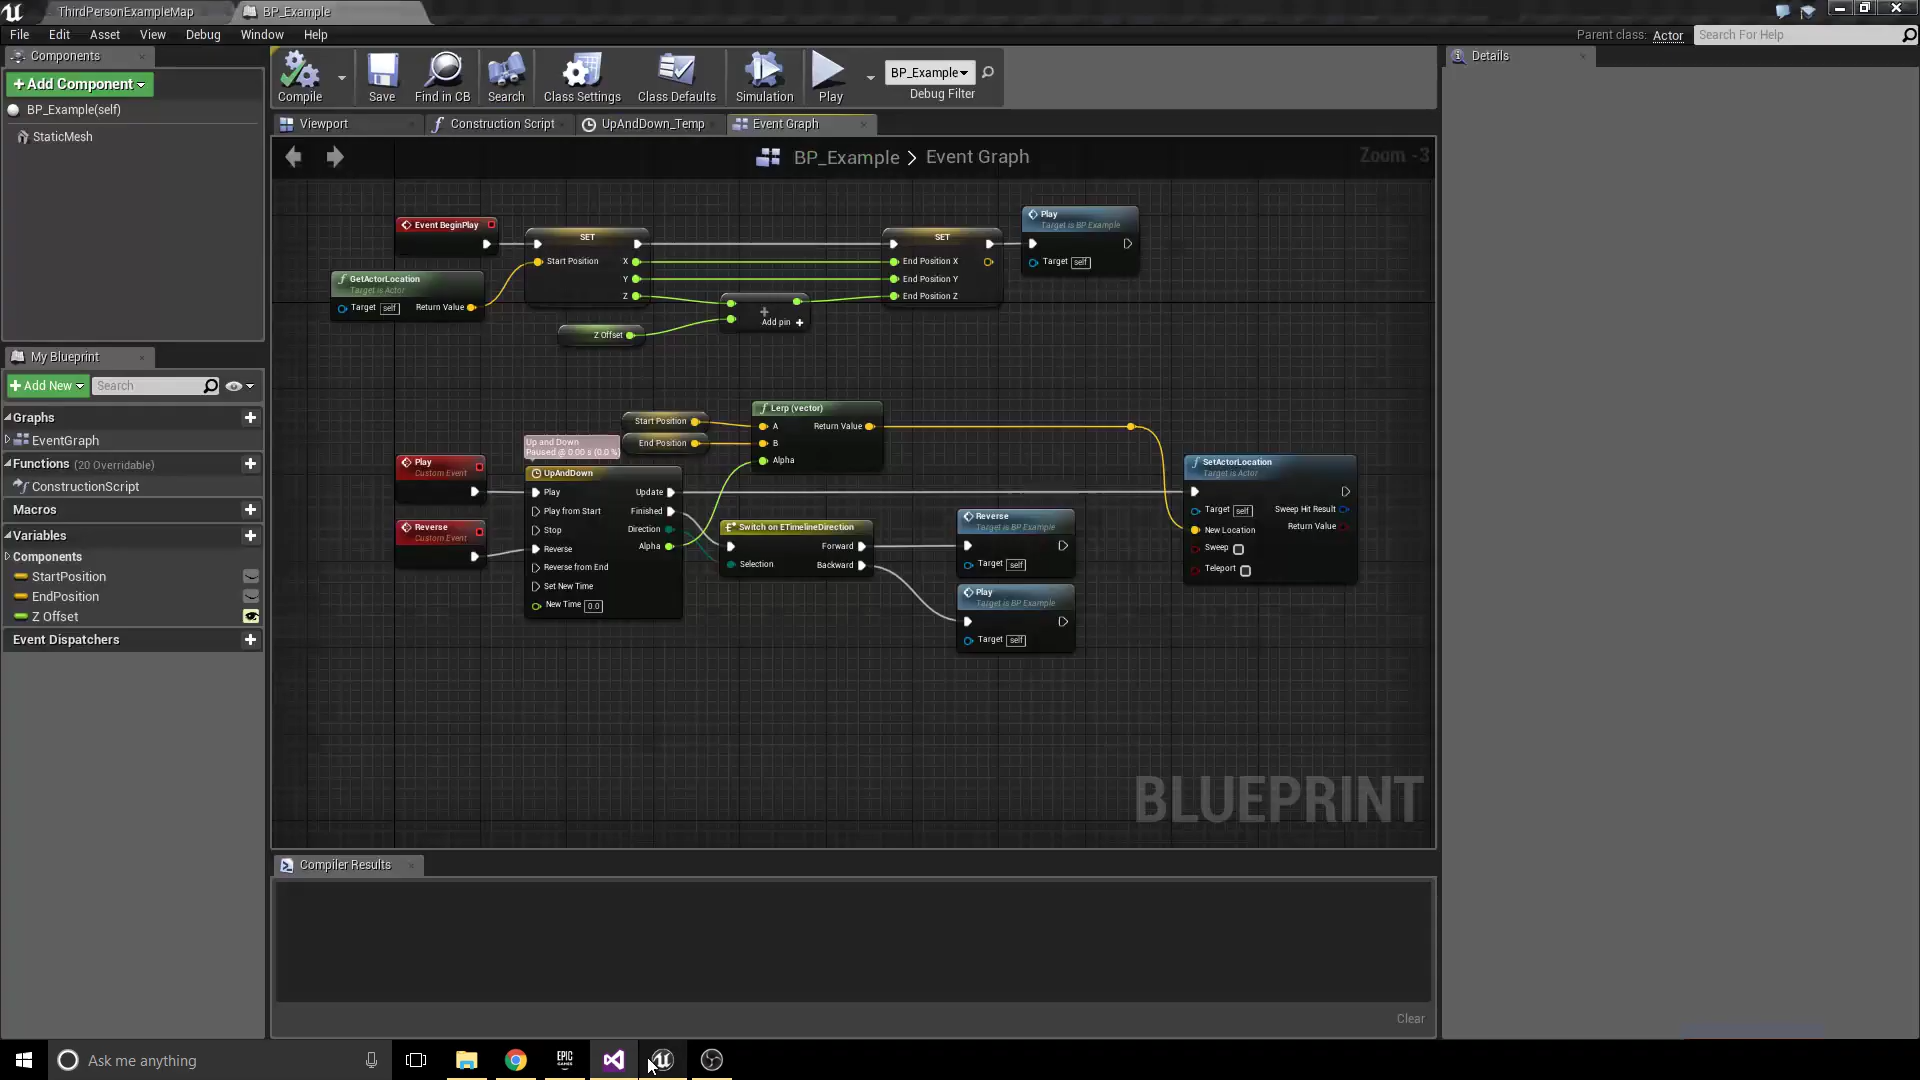 ThirdPersonExampleMap
BP_Example
File Edit Asset View Debug Window Help
Parent class: Actor
Search For Help
Components
+Add Component
BP_Example(self)
StaticMesh
Compile
Save
Find in CB
Search
Class Settings
Class Defaults
Simulation
Play
BP_Example
Debug Filter
Details
Viewport
Construction Script
UpAndDown_Temp
Event Graph
BP_Example > Event Graph
Zoom -3
Event BeginPlay
GetActorLocation
Target is Actor
Target self
Return Value
SET
Start Position
X
Y
Z
Z Offset
Add pin +
SET
End Position X
End Position Y
End Position Z
Play
Target is BP Example
Target self
My Blueprint
+Add New
Search
Graphs
EventGraph
Functions (20 Overridable)
ConstructionScript
Macros
Variables
Components
StartPosition
EndPosition
Z Offset
Event Dispatchers
Start Position
End Position
Lerp (vector)
A
Return Value
B
Alpha
Up and Down
Paused @ 0.00 s (0.0 %
Play
Custom Event
Reverse
Custom Event
UpAndDown
Play
Update
Play from Start
Finished
Stop
Direction
Reverse
Alpha
Reverse from End
Set New Time
New Time 0.0
Switch on ETimelineDirection
Forward
Selection
Backward
Reverse
Target is BP Example
Target self
Play
Target is BP Example
Target self
SetActorLocation
Target is Actor
Target self
Sweep Hit Result
New Location
Return Value
Sweep
Teleport
BLUEPRINT
Compiler Results
Clear
Ask me anything
EPIC
GAMES